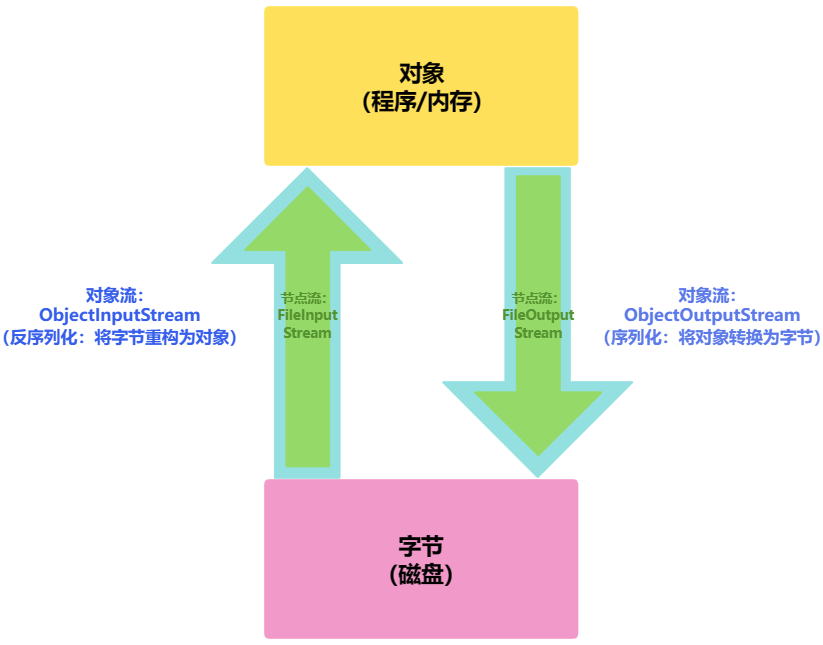 对象
（程序/内存）
对象流：
ObjectInputStream
（反序列化：将字节重构为对象）
节点流：
FileInput
Stream
节点流：
FileOutput
Stream
对象流：
ObjectOutputStream
（序列化：将对象转换为字节）
字节
（磁盘）